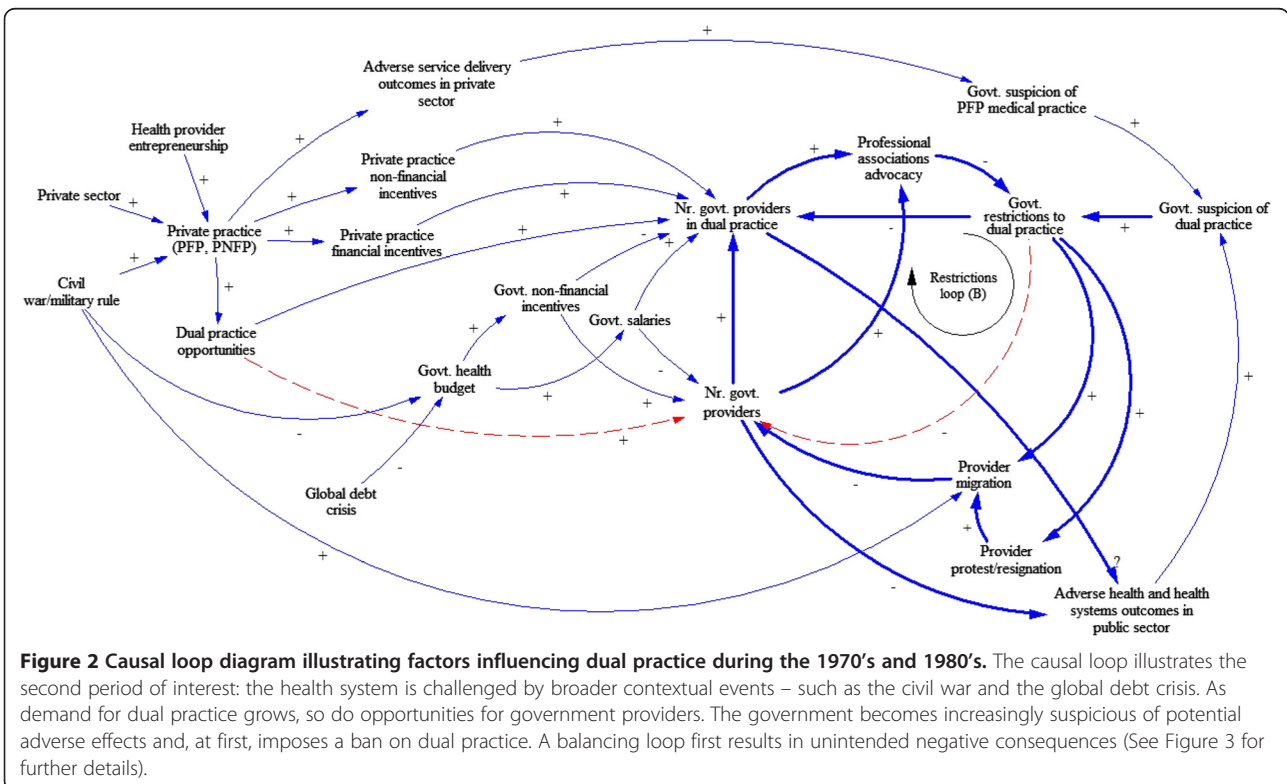 +
Adverse service delivery
outcomes in private
sector
Govt. suspicion of
PFP medical practice
Health provider
entrepreneurship
+
+
+
Professional
associations
advocacy
+
-
Private practice
non-financial
incentives
+
+
Private sector
+
+
Private practice
(PFP, PNFP)
+
Private practice
financial incentives
+
+
-
+
Nr. govt. providers
in dual practice
-
Govt.
restrictions to
dual practice
+
Govt. suspicion of
dual practice
+
Civil
war/military rule
+
Restrictions
loop (B)
Govt. non-financial
incentives
Govt. salaries
+
+
+
Dual practice
opportunities
+
Govt. health
budget
-
Nr. govt.
providers
+
+
+
-
+
+
-
-
-
Global debt
crisis
Provider
migration
-
+
+
Provider
protest/resignation
?
-
Adverse health and health
systems outcomes in
public sector
Figure 2 Causal loop diagram illustrating factors influencing dual practice during the 1970's and 1980's. The causal loop illustrates the
second period of interest: the health system is challenged by broader contextual events – such as the civil war and the global debt crisis. As
demand for dual practice grows, so do opportunities for government providers. The government becomes increasingly suspicious of potential
adverse effects and, at first, imposes a ban on dual practice. A balancing loop first results in unintended negative consequences (See Figure 3 for
further details).